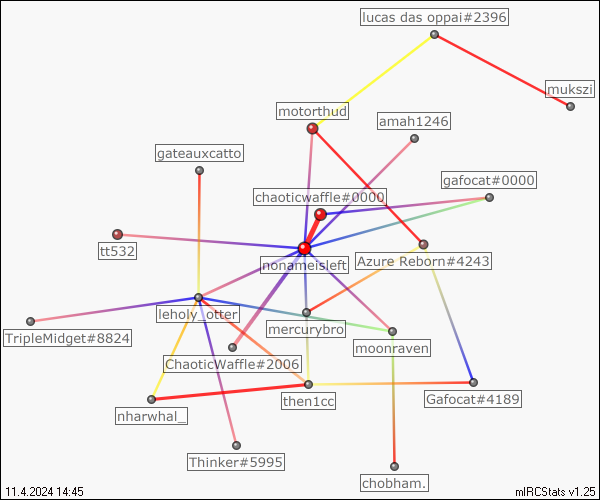 lucas das oppai#2396
mukszi
motorthud
amah1246
gateauxcatto
gafocat#0000
chaoticwaffle#0000
tt532
nonameisleft
Azure Reborn#4243
leholy_otter
mercurybro
TripleMidget#8824
moonraven
ChaoticWaffle#2006
then1cc
Gafocat#4189
nharwhal_
Thinker#5995
chobham.
11.4.2024 14:45
mIRCStats v1.25